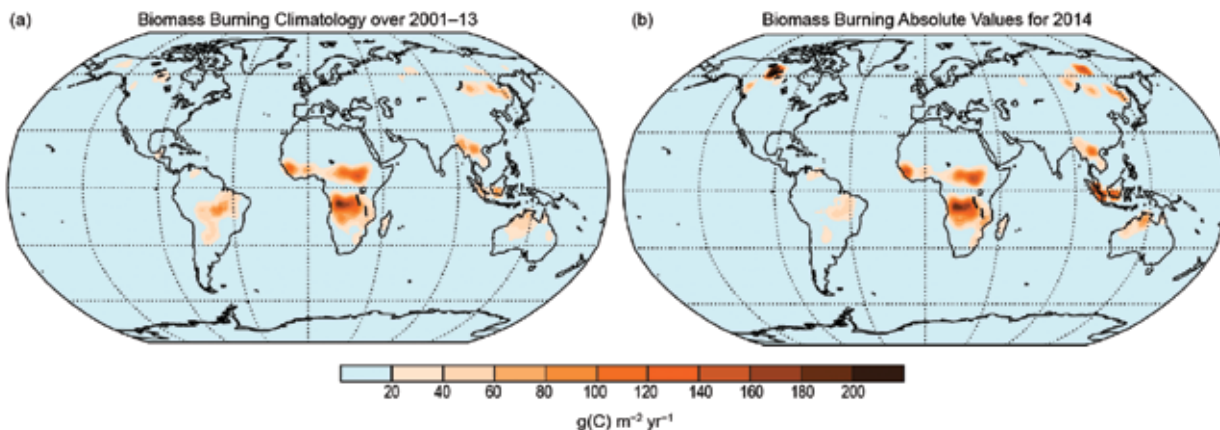 (a) Biomass Burning Climatology over 2001–13
(b) Biomass Burning Absolute Values for 2014
20 40 60 80 100 120 140 160 180 200
g(C) m⁻² yr⁻¹